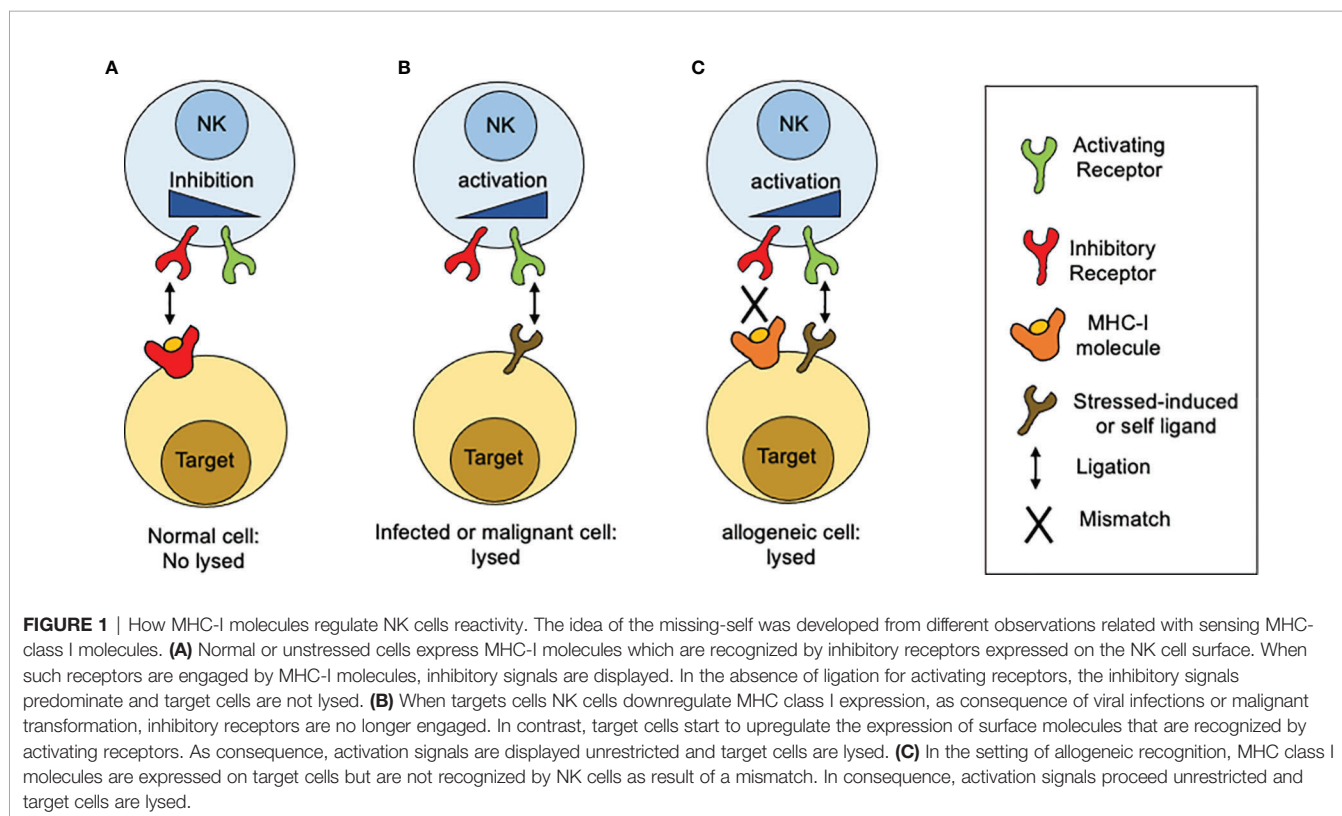 A
B
C
NK
Inhibition
Target
Normal cell:
No lysed
NK
activation
Target
Infected or malignant cell:
lysed
NK
activation
Target
allogeneic cell:
lysed
Activating
Receptor
Inhibitory
Receptor
MHC-I
molecule
Stressed-induced
or self ligand
Ligation
Mismatch
FIGURE 1 | How MHC-I molecules regulate NK cells reactivity. The idea of the missing-self was developed from different observations related with sensing MHC-
class I molecules. (A) Normal or unstressed cells express MHC-I molecules which are recognized by inhibitory receptors expressed on the NK cell surface. When
such receptors are engaged by MHC-I molecules, inhibitory signals are displayed. In the absence of ligation for activating receptors, the inhibitory signals
predominate and target cells are not lysed. (B) When targets cells NK cells downregulate MHC class I expression, as consequence of viral infections or malignant
transformation, inhibitory receptors are no longer engaged. In contrast, target cells start to upregulate the expression of surface molecules that are recognized by
activating receptors. As consequence, activation signals are displayed unrestricted and target cells are lysed. (C) In the setting of allogeneic recognition, MHC class I
molecules are expressed on target cells but are not recognized by NK cells as result of a mismatch. In consequence, activation signals proceed unrestricted and
target cells are lysed.